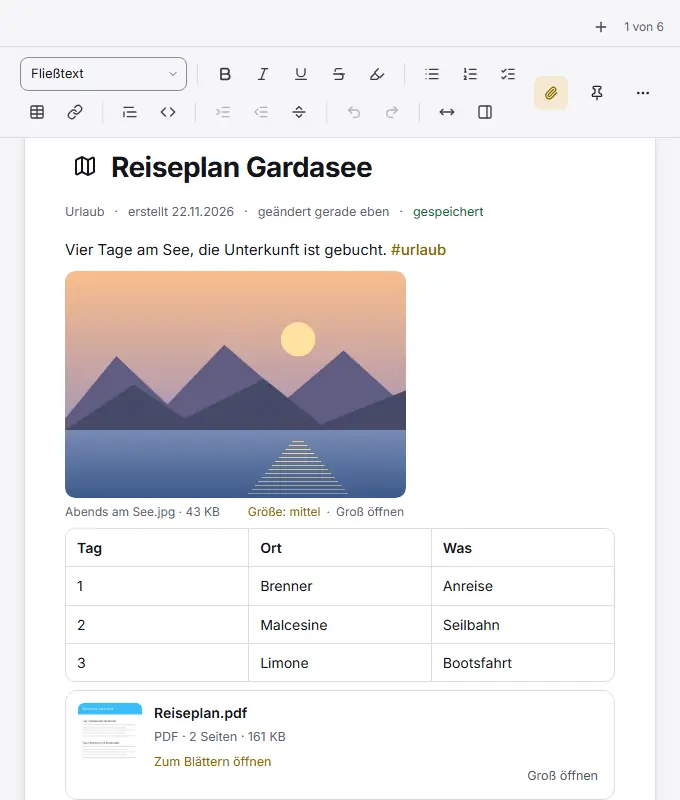 1 von 6
Fließtext
Reiseplan Gardasee
Urlaub · erstellt 22.11.2026 · geändert gerade eben · gespeichert
Vier Tage am See, die Unterkunft ist gebucht. #urlaub
Abends am See.jpg · 43 KB Größe: mittel · Groß öffnen
Tag Ort Was
1 Brenner Anreise
2 Malcesine Seilbahn
3 Limone Bootsfahrt
Reiseplan.pdf
PDF · 2 Seiten · 161 KB
Zum Blättern öffnen
Groß öffnen